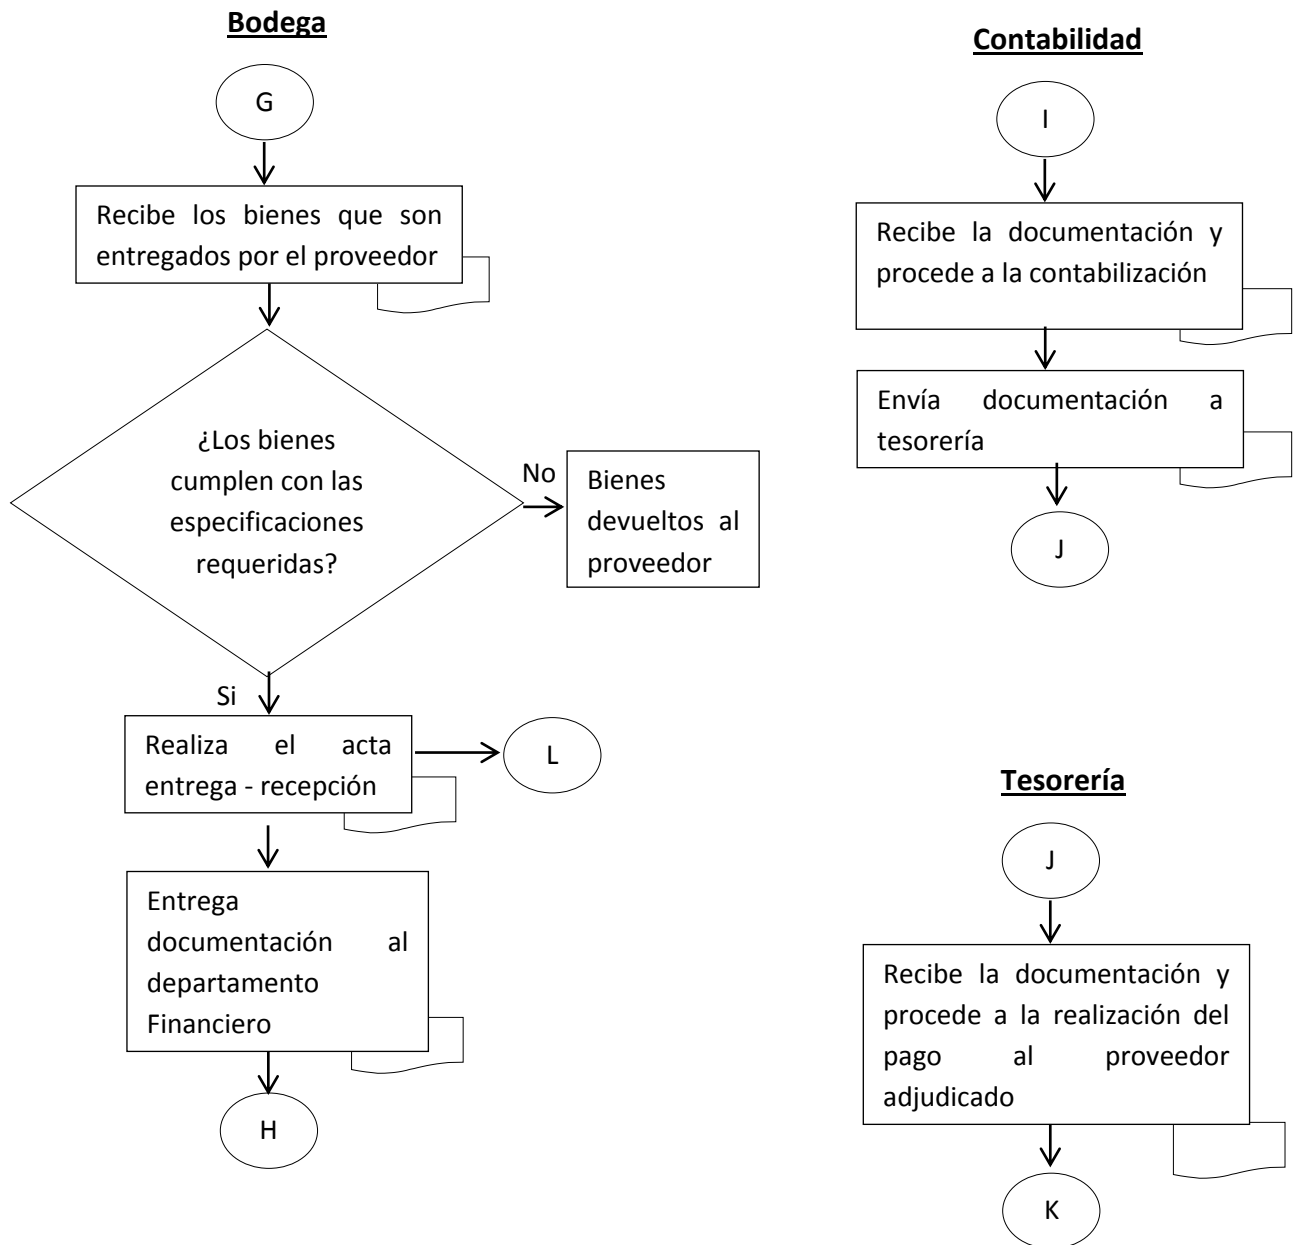 Bodega
G
Recibe los bienes que son
entregados por el proveedor
¿Los bienes
cumplen con las
especificaciones
requeridas?
No
Bienes
devueltos al
proveedor
Si
Realiza el acta
entrega - recepción
L
Entrega
documentación al
departamento
Financiero
H
Contabilidad
I
Recibe la documentación y
procede a la contabilización
Envía documentación a
tesorería
J
Tesorería
J
Recibe la documentación y
procede a la realización del
pago al proveedor
adjudicado
K